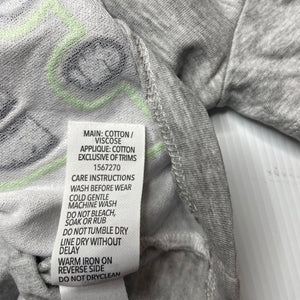 MAIN: COTTON /
VISCOSE
APPLIQUE: COTTON
EXCLUSIVE OF TRIMS
1567270
CARE INSTRUCTIONS
WASH BEFORE WEAR
COLD GENTLE
MACHINE WASH
DO NOT BLEACH,
SOAK OR RUB
DO NOT TUMBLE DRY
LINE DRY WITHOUT
DELAY
WARM IRON ON
REVERSE SIDE
DO NOT DRYCLEAN